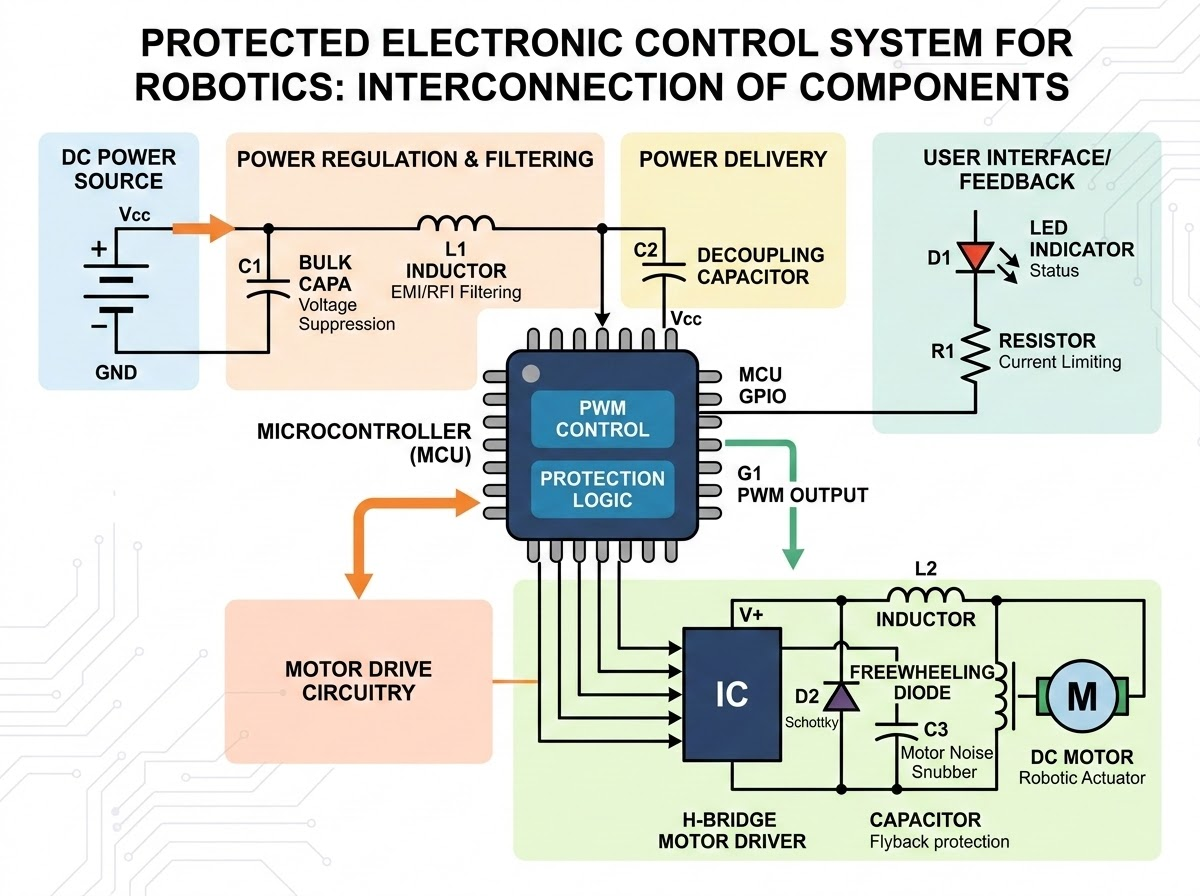 PROTECTED ELECTRONIC CONTROL SYSTEM FOR
ROBOTICS: INTERCONNECTION OF COMPONENTS
DC POWER
SOURCE
Vcc
+
−
GND
POWER REGULATION & FILTERING
C1
BULK
CAPA
Voltage
Suppression
L1
INDUCTOR
EMI/RFI Filtering
POWER DELIVERY
C2
DECOUPLING
CAPACITOR
Vcc
USER INTERFACE/
FEEDBACK
D1
LED
INDICATOR
Status
R1
RESISTOR
Current Limiting
MICROCONTROLLER
(MCU)
PWM
CONTROL
PROTECTION
LOGIC
MCU
GPIO
G1
PWM OUTPUT
MOTOR DRIVE
CIRCUITRY
V+
IC
L2
INDUCTOR
D2
Schottky
FREEWHEELING
DIODE
C3
Motor Noise
Snubber
M
DC MOTOR
Robotic Actuator
H-BRIDGE
MOTOR DRIVER
CAPACITOR
Flyback protection